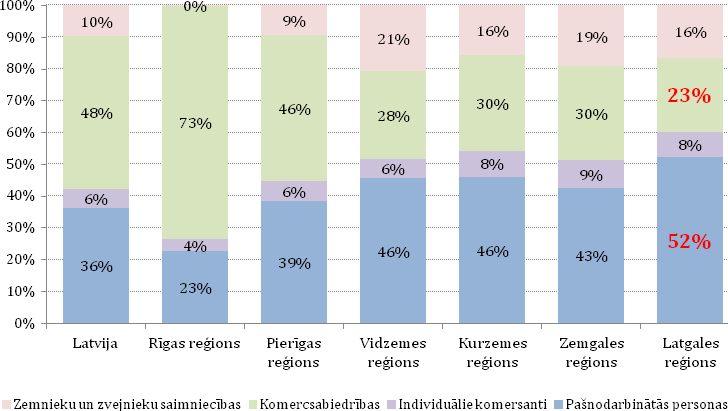 100%
90%
80%
70%
60%
50%
40%
30%
20%
10%
0%
10% 0% 9% 21% 16% 19% 16%
48% 73% 46% 28% 30% 30% 23%
6% 4% 6% 6% 8% 9% 8%
36% 23% 39% 46% 46% 43% 52%
Latvija Rīgas reģions Pierīgas reģions Vidzemes reģions Kurzemes reģions Zemgales reģions Latgales reģions
Zemnieku un zvejnieku saimniecības Komercsabiedrības Individuālie komersanti Pašnodarbinātās personas